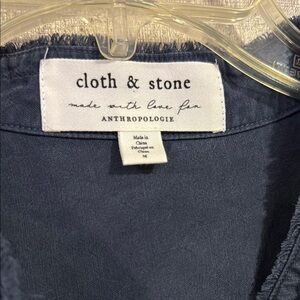 cloth & stone
made with love for
ANTHROPOLOGIE
Made in
China
Fabriqué en
Chine